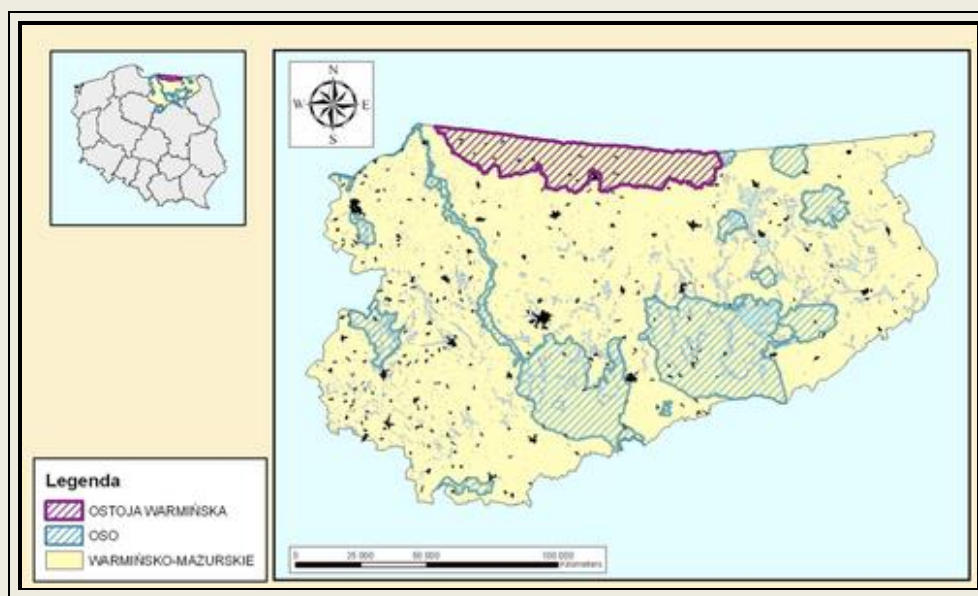 N
W E
S
Legenda
OSTOJA WARMIŃSKA
OSO
WARMIŃSKO-MAZURSKIE
0 25 000 50 000 100 000
Kilometers